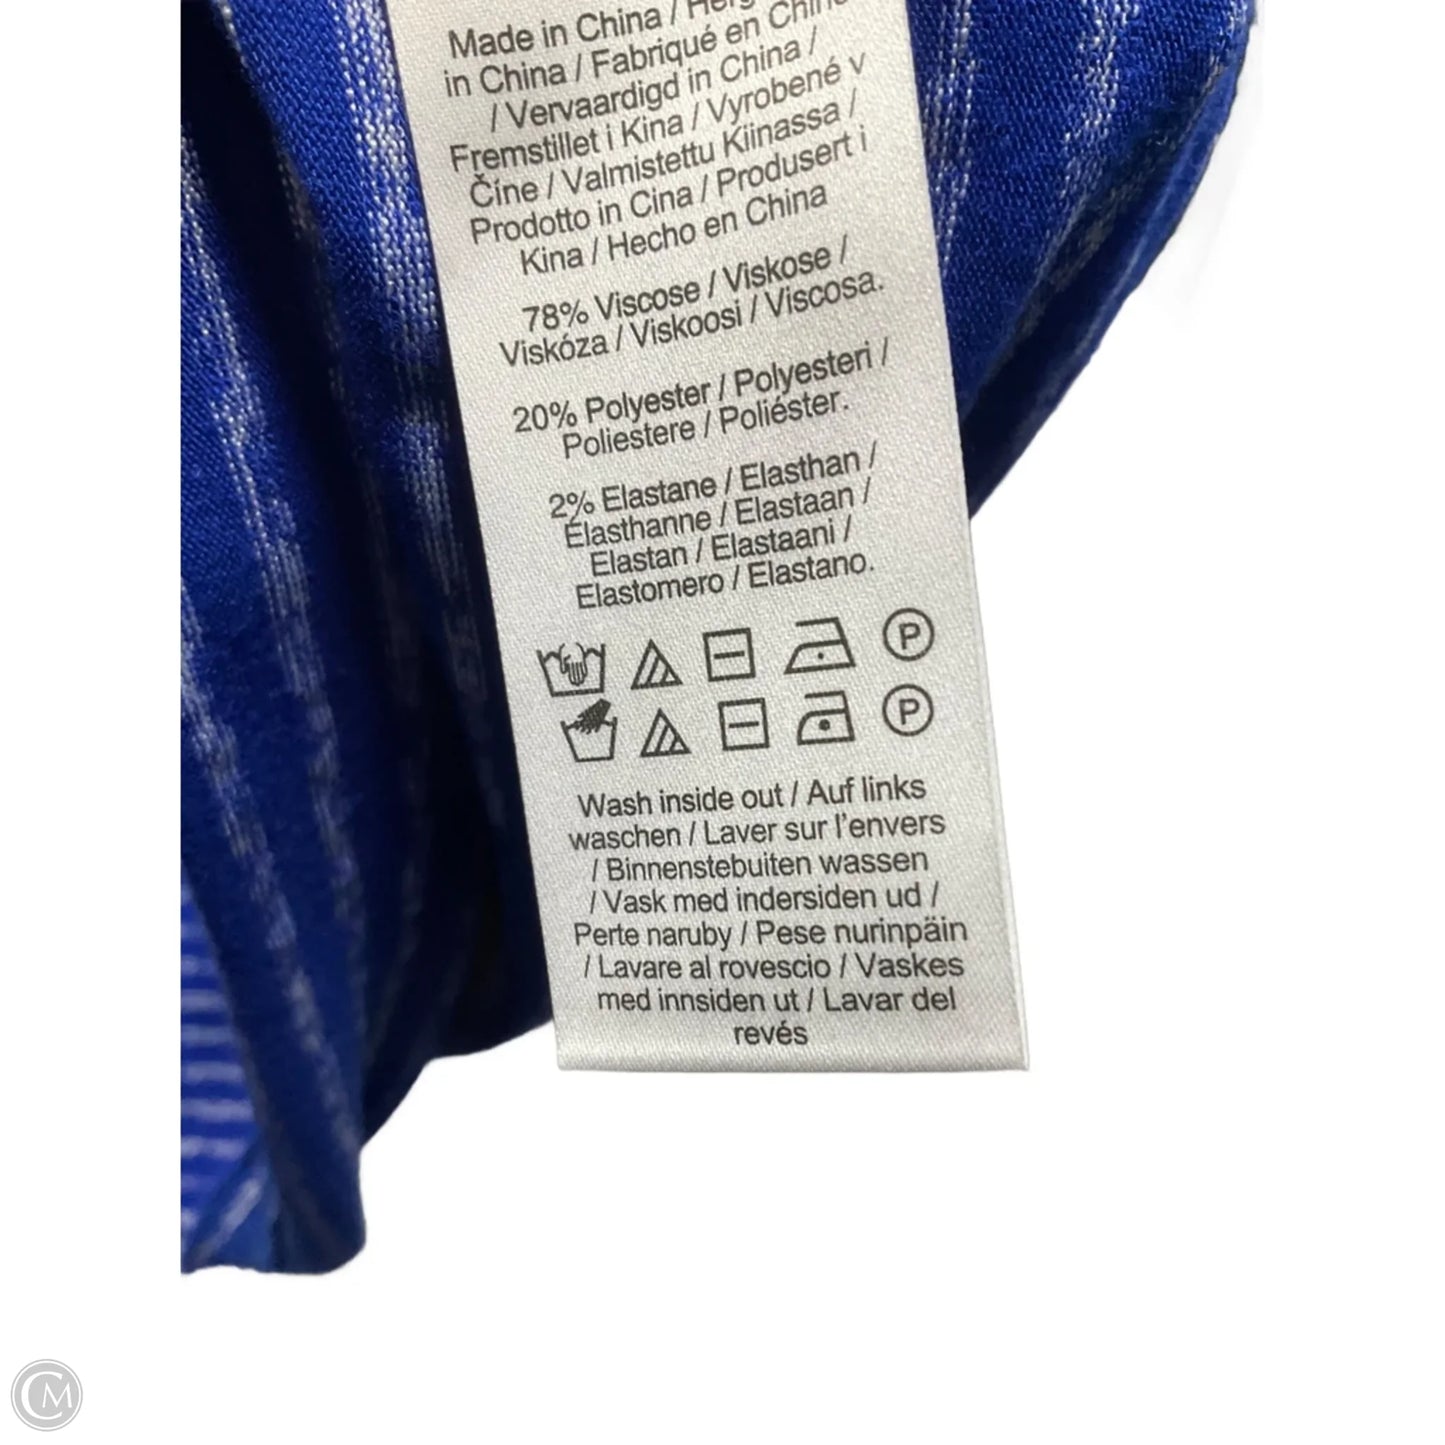 Made in China /
in China / Fabriqué en Chine
/ Vervaardigd in China /
Fremstillet i Kina / Vyrobené v
Číne / Valmistettu Kiinassa /
Prodotto in Cina / Produsert i
Kina / Hecho en China
78% Viscose / Viskose /
Viskóza / Viskoosi / Viscosa.
20% Polyester / Polyesteri /
Poliestere / Poliéster.
2% Elastane / Elasthan /
Élasthanne / Elastaan /
Elastan / Elastaani /
Elastomero / Elastano.
P
P
Wash inside out / Auf links
waschen / Laver sur l'envers
/ Binnenstebuiten wassen
/ Vask med indersiden ud /
Perte naruby / Pese nurinpäin
/ Lavare al rovescio / Vaskes
med innsiden ut / Lavar del
revés
CM